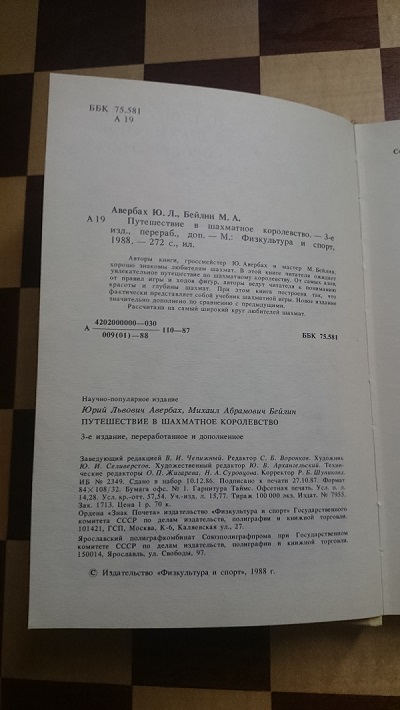 ББК 75.581
А 19
Авербах Ю. Л., Бейлин М. А.
А 19 Путешествие в шахматное королевство. — 3-е
изд., перераб., доп. — М.: Физкультура и спорт,
1988. — 272 с., ил.
Авторы книги, гроссмейстер Ю. Авербах и мастер М. Бейлин,
хорошо знакомы любителям шахмат. В этой книге читателя ожидает
увлекательное путешествие по шахматному королевству. От самых азов,
от правил игры и ходов фигур, авторы ведут читателя к пониманию
красоты и глубины шахмат. При этом книга построена так, что
фактически представляет собой учебник шахматной игры. Новое издание
значительно дополнено по сравнению с предыдущими.
Рассчитана на самый широкий круг любителей шахмат.
А 4202000000—030
009(01)—88 110—87 ББК 75.581
Научно-популярное издание
Юрий Львович Авербах, Михаил Абрамович Бейлин
ПУТЕШЕСТВИЕ В ШАХМАТНОЕ КОРОЛЕВСТВО
3-е издание, переработанное и дополненное
Заведующий редакцией В. И. Чепижный. Редактор С. Б. Воронков. Художник
Ю. И. Селиверстов. Художественный редактор Ю. В. Архангельский. Техни-
ческие редакторы О. П. Жигарева, Н. А. Суровцова. Корректор Р. Б. Шупикова.
ИБ № 2349. Сдано в набор 10.12.86. Подписано к печати 27.10.87. Формат
84×108/32. Бумага офс. № 1. Гарнитура Таймс. Офсетная печать. Усл. п. л.
14,28. Усл. кр.-отт. 57,54. Уч.-изд. л. 15,77. Тираж 100 000 экз. Издат. № 7955.
Зак. 1713. Цена 1 р. 70 к.
Ордена «Знак Почета» издательство «Физкультура и спорт» Государственного
комитета СССР по делам издательств, полиграфии и книжной торговли.
101421, ГСП, Москва, К-6, Каляевская ул., 27.
Ярославский полиграфкомбинат Союзполиграфпрома при Государственном
комитете СССР по делам издательств, полиграфии и книжной торговли.
150014, Ярославль, ул. Свободы, 97
© Издательство «Физкультура и спорт», 1988 г.